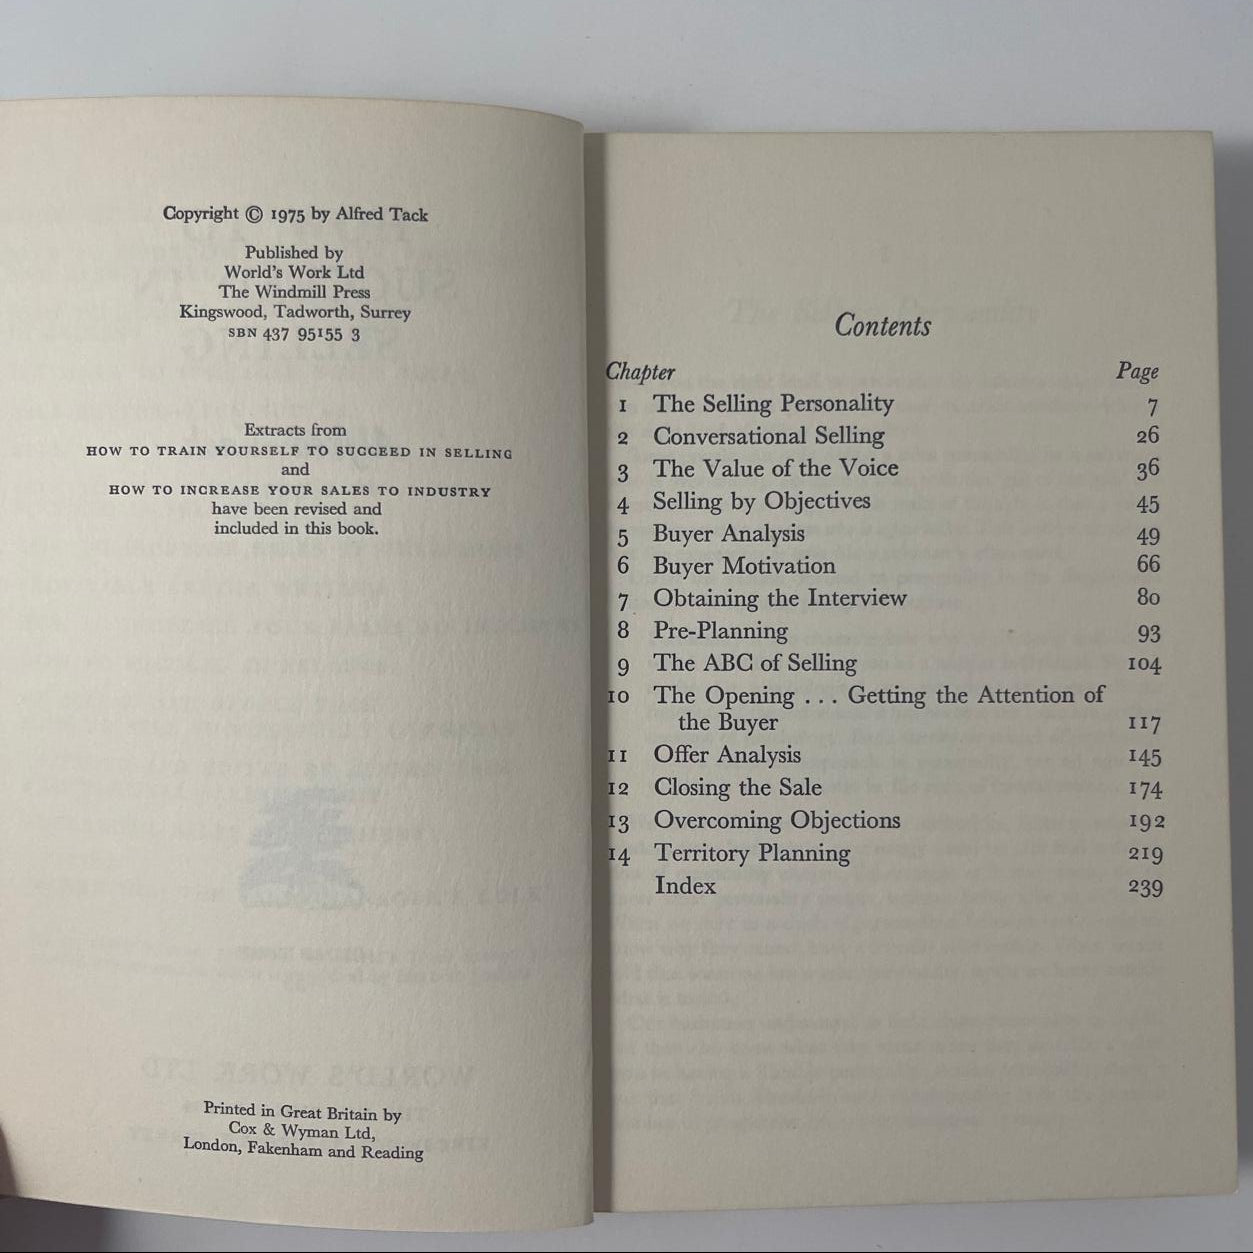 Copyright © 1975 by Alfred Tack
Published by
World's Work Ltd
The Windmill Press
Kingswood, Tadworth, Surrey
SBN 437 95155 3
Extracts from
HOW TO TRAIN YOURSELF TO SUCCEED IN SELLING
and
HOW TO INCREASE YOUR SALES TO INDUSTRY
have been revised and
included in this book.
Printed in Great Britain by
Cox & Wyman Ltd,
London, Fakenham and Reading
Contents
Chapter Page
1 The Selling Personality 7
2 Conversational Selling 26
3 The Value of the Voice 36
4 Selling by Objectives 45
5 Buyer Analysis 49
6 Buyer Motivation 66
7 Obtaining the Interview 80
8 Pre-Planning 93
9 The ABC of Selling 104
10 The Opening . . . Getting the Attention of
the Buyer 117
11 Offer Analysis 145
12 Closing the Sale 174
13 Overcoming Objections 192
14 Territory Planning 219
Index 239